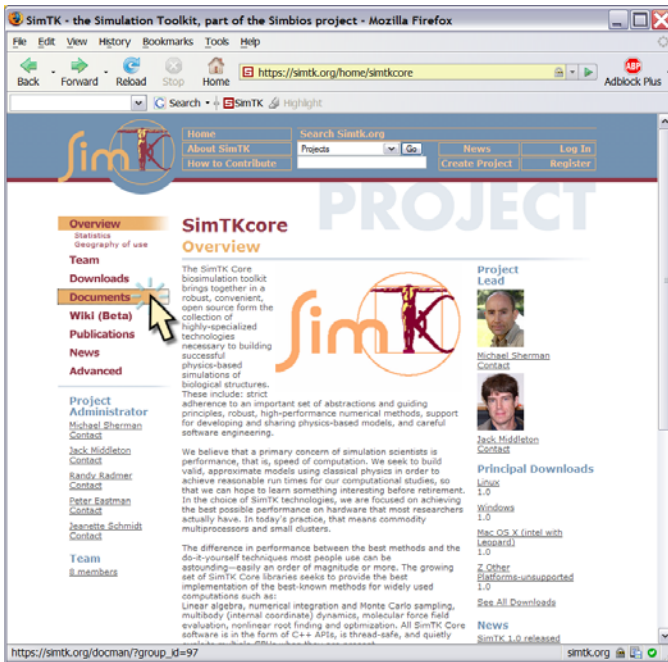 SimTK - the Simulation Toolkit, part of the Simbios project - Mozilla Firefox
File Edit View History Bookmarks Tools Help
Back Forward Reload Stop Home https://simtk.org/home/simtkcore ABP Adblock Plus
Search SimTK Highlight
SimTK
Home
About SimTK
How to Contribute
Search Simtk.org
Projects Go
News Log In
Create Project Register
PROJECT
Overview
Statistics
Geography of use
Team
Downloads
Documents
Wiki (Beta)
Publications
News
Advanced
Project
Administrator
Michael Sherman
Contact
Jack Middleton
Contact
Randy Radmer
Contact
Peter Eastman
Contact
Jeanette Schmidt
Contact
Team
8 members
SimTKcore
Overview
The SimTK Core
biosimulation toolkit
brings together in a
robust, convenient,
open source form the
collection of
highly-specialized
technologies
necessary to building
successful
physics-based
simulations of
biological structures.
These include: strict
adherence to an important set of abstractions and guiding
principles, robust, high-performance numerical methods, support
for developing and sharing physics-based models, and careful
software engineering.
SimTK
We believe that a primary concern of simulation scientists is
performance, that is, speed of computation. We seek to build
valid, approximate models using classical physics in order to
achieve reasonable run times for our computational studies, so
that we can hope to learn something interesting before retirement.
In the choice of SimTK technologies, we are focused on achieving
the best possible performance on hardware that most researchers
actually have. In today's practice, that means commodity
multiprocessors and small clusters.
The difference in performance between the best methods and the
do-it-yourself techniques most people use can be
astounding—easily an order of magnitude or more. The growing
set of SimTK Core libraries seeks to provide the best
implementation of the best-known methods for widely used
computations such as:
Linear algebra, numerical integration and Monte Carlo sampling,
multibody (internal coordinate) dynamics, molecular force field
evaluation, nonlinear root finding and optimization. All SimTK Core
software is in the form of C++ APIs, is thread-safe, and quietly
Project
Lead
Michael Sherman
Contact
Jack Middleton
Contact
Principal Downloads
Linux
1.0
Windows
1.0
Mac OS X (intel with
Leopard)
1.0
Z Other
Platforms-unsupported
1.0
See All Downloads
News
SimTK 1.0 released
https://simtk.org/docman/?group_id=97 simtk.org